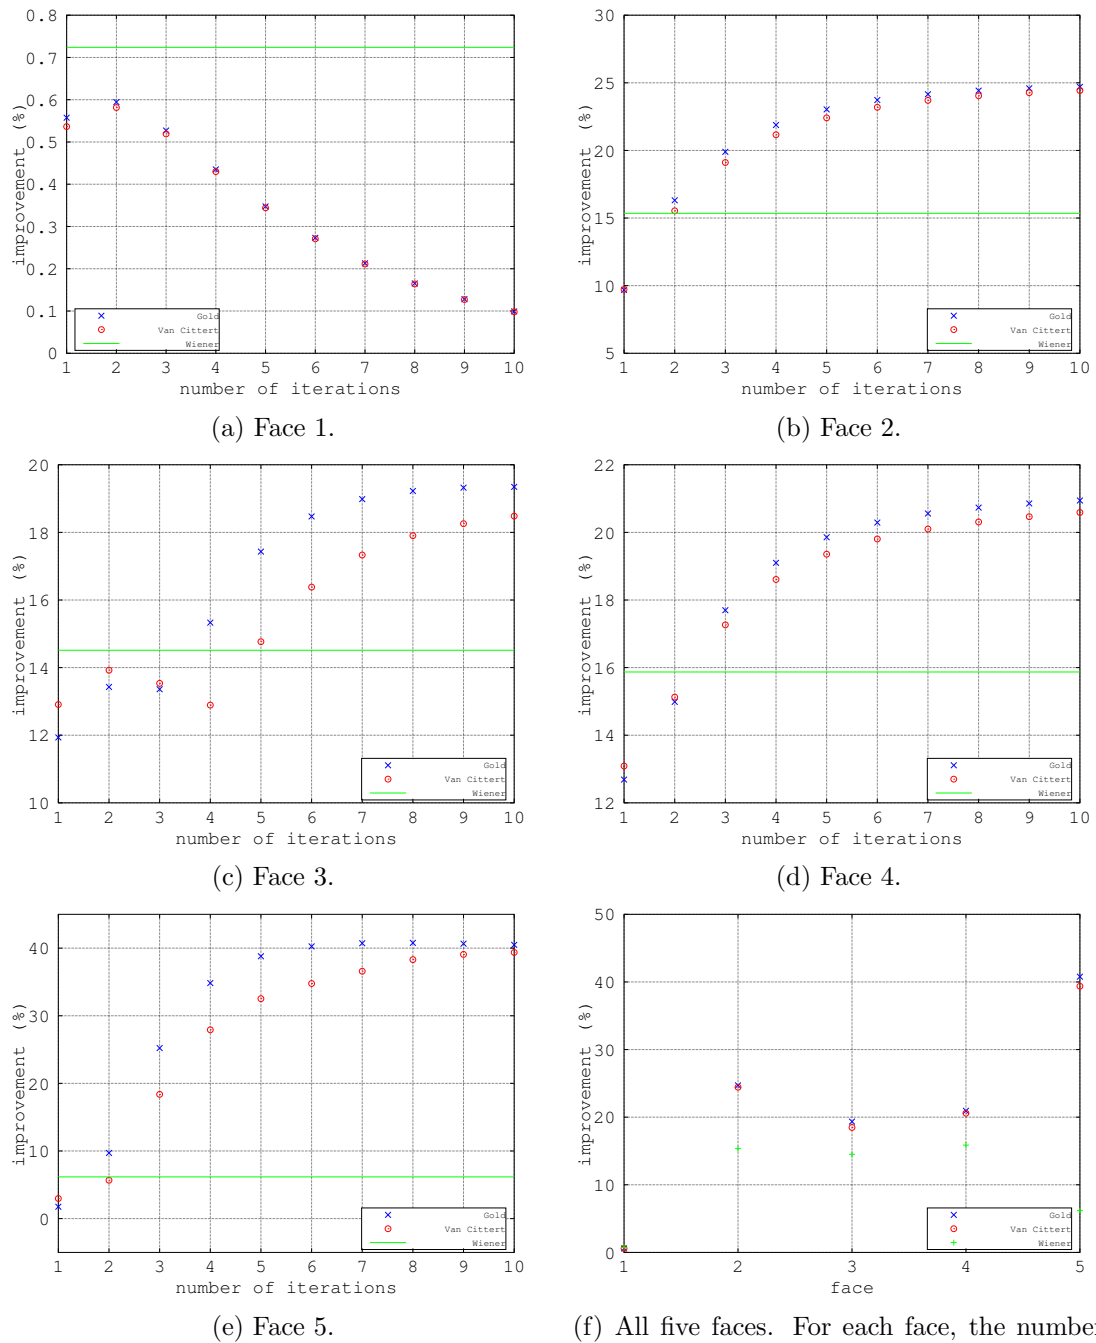 0.8
0.7
0.6
0.5
0.4
0.3
0.2
0.1
0
improvement (%)
1 2 3 4 5 6 7 8 9 10
number of iterations
Gold
Van Cittert
Wiener
(a) Face 1.
30
25
20
15
10
5
improvement (%)
1 2 3 4 5 6 7 8 9 10
number of iterations
Gold
Van Cittert
Wiener
(b) Face 2.
20
18
16
14
12
10
improvement (%)
1 2 3 4 5 6 7 8 9 10
number of iterations
Gold
Van Cittert
Wiener
(c) Face 3.
22
20
18
16
14
12
improvement (%)
1 2 3 4 5 6 7 8 9 10
number of iterations
Gold
Van Cittert
Wiener
(d) Face 4.
40
30
20
10
0
improvement (%)
1 2 3 4 5 6 7 8 9 10
number of iterations
Gold
Van Cittert
Wiener
(e) Face 5.
50
40
30
20
10
0
improvement (%)
1 2 3 4 5
face
Gold
Van Cittert
Wiener
(f) All five faces. For each face, the number